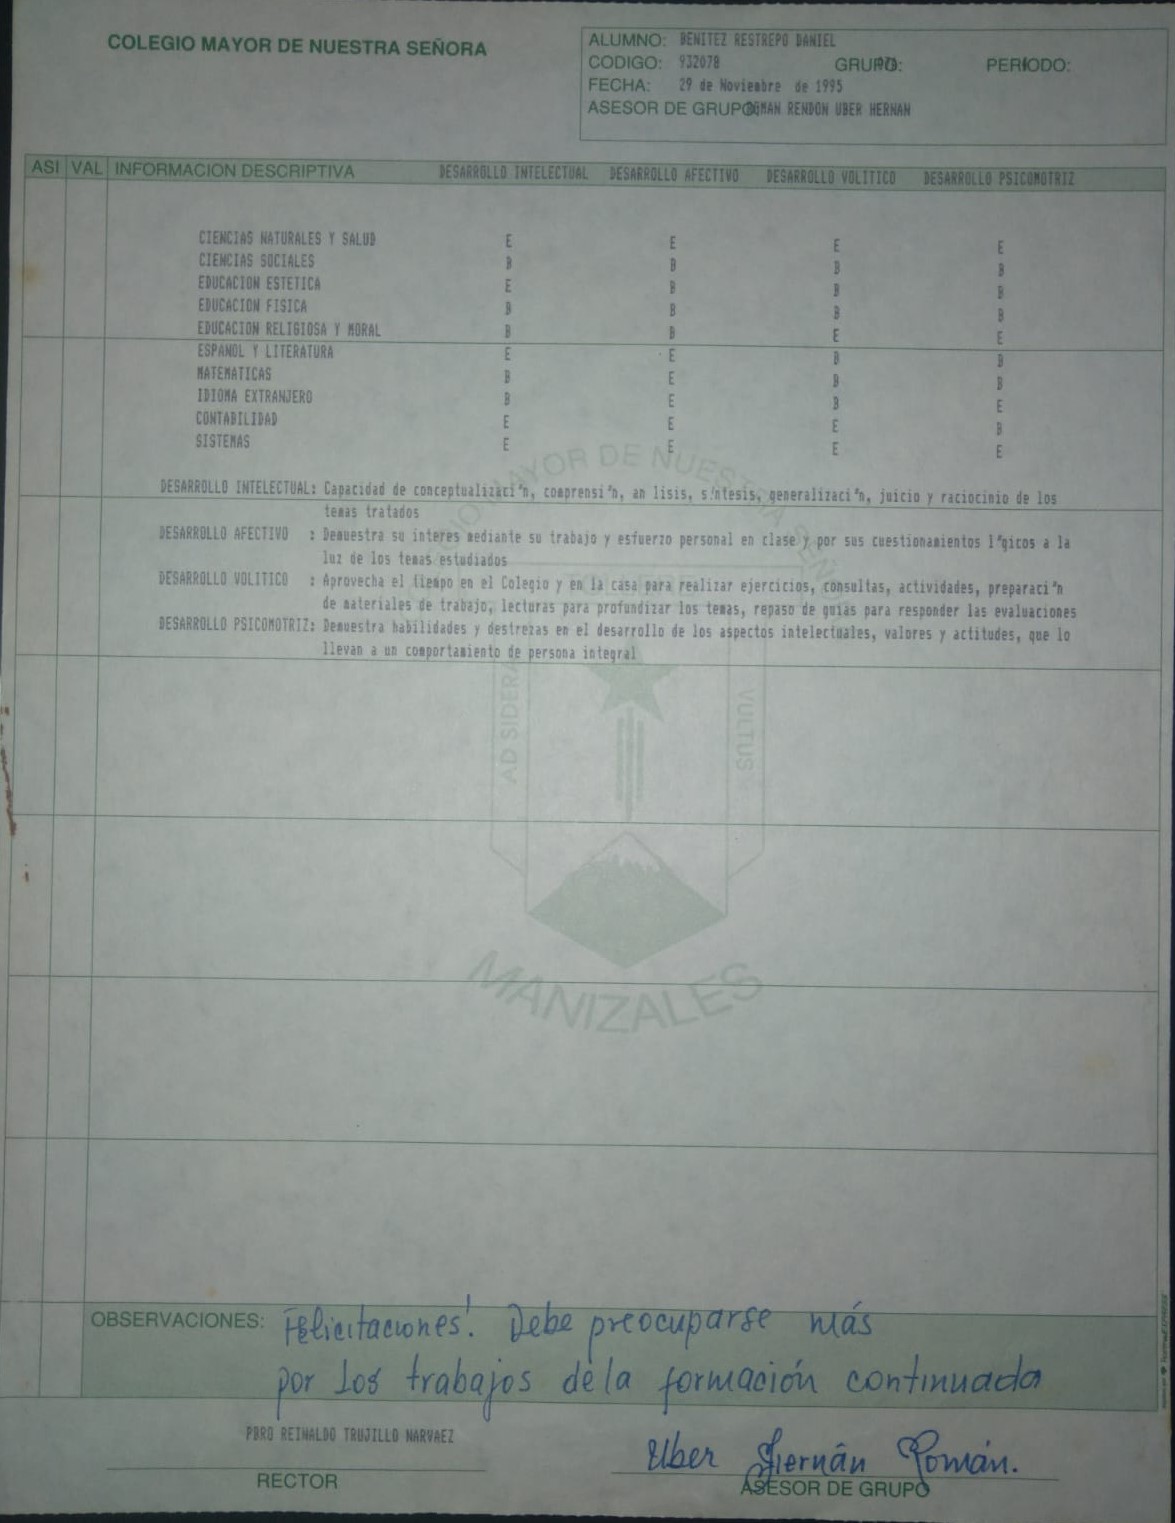 COLEGIO MAYOR DE NUESTRA SEÑORA
ALUMNO: BENITEZ RESTREPO DANIEL
CODIGO: 932078 GRUPO: PERIODO:
FECHA: 29 de Noviembre de 1995
ASESOR DE GRUPO ROMAN RENDON UBER HERNAN
ASI VAL INFORMACION DESCRIPTIVA DESARROLLO INTELECTUAL DESARROLLO AFECTIVO DESARROLLO VOLITICO DESARROLLO PSICOMOTRIZ
CIENCIAS NATURALES Y SALUD E E E E
CIENCIAS SOCIALES B B B B
EDUCACION ESTETICA E B B B
EDUCACION FISICA B B B B
EDUCACION RELIGIOSA Y MORAL B B E E
ESPANOL Y LITERATURA E E B B
MATEMATICAS B E B B
IDIOMA EXTRANJERO B E B E
CONTABILIDAD E E E B
SISTEMAS E E E E
DESARROLLO INTELECTUAL: Capacidad de conceptualizaci"n, comprensi"n, an lisis, s/ntesis, generalizaci"n, juicio y raciocinio de los
temas tratados
DESARROLLO AFECTIVO : Demuestra su interes mediante su trabajo y esfuerzo personal en clase y por sus cuestionamientos l"gicos a la
luz de los temas estudiados
DESARROLLO VOLITICO : Aprovecha el tiempo en el Colegio y en la casa para realizar ejercicios, consultas, actividades, preparaci"n
de materiales de trabajo, lecturas para profundizar los temas, repaso de guias para responder las evaluaciones
DESARROLLO PSICOMOTRIZ: Demuestra habilidades y destrezas en el desarrollo de los aspectos intelectuales, valores y actitudes, que lo
llevan a un comportamiento de persona integral
COLEGIO MAYOR DE NUESTRA SEÑORA
AD SIDERA
VULTUS
MANIZALES
OBSERVACIONES: Felicitaciones! Debe preocuparse más
por los trabajos de la formación continuada
PBRO REINALDO TRUJILLO NARVAEZ
RECTOR
Uber Hernán Román.
ASESOR DE GRUPO